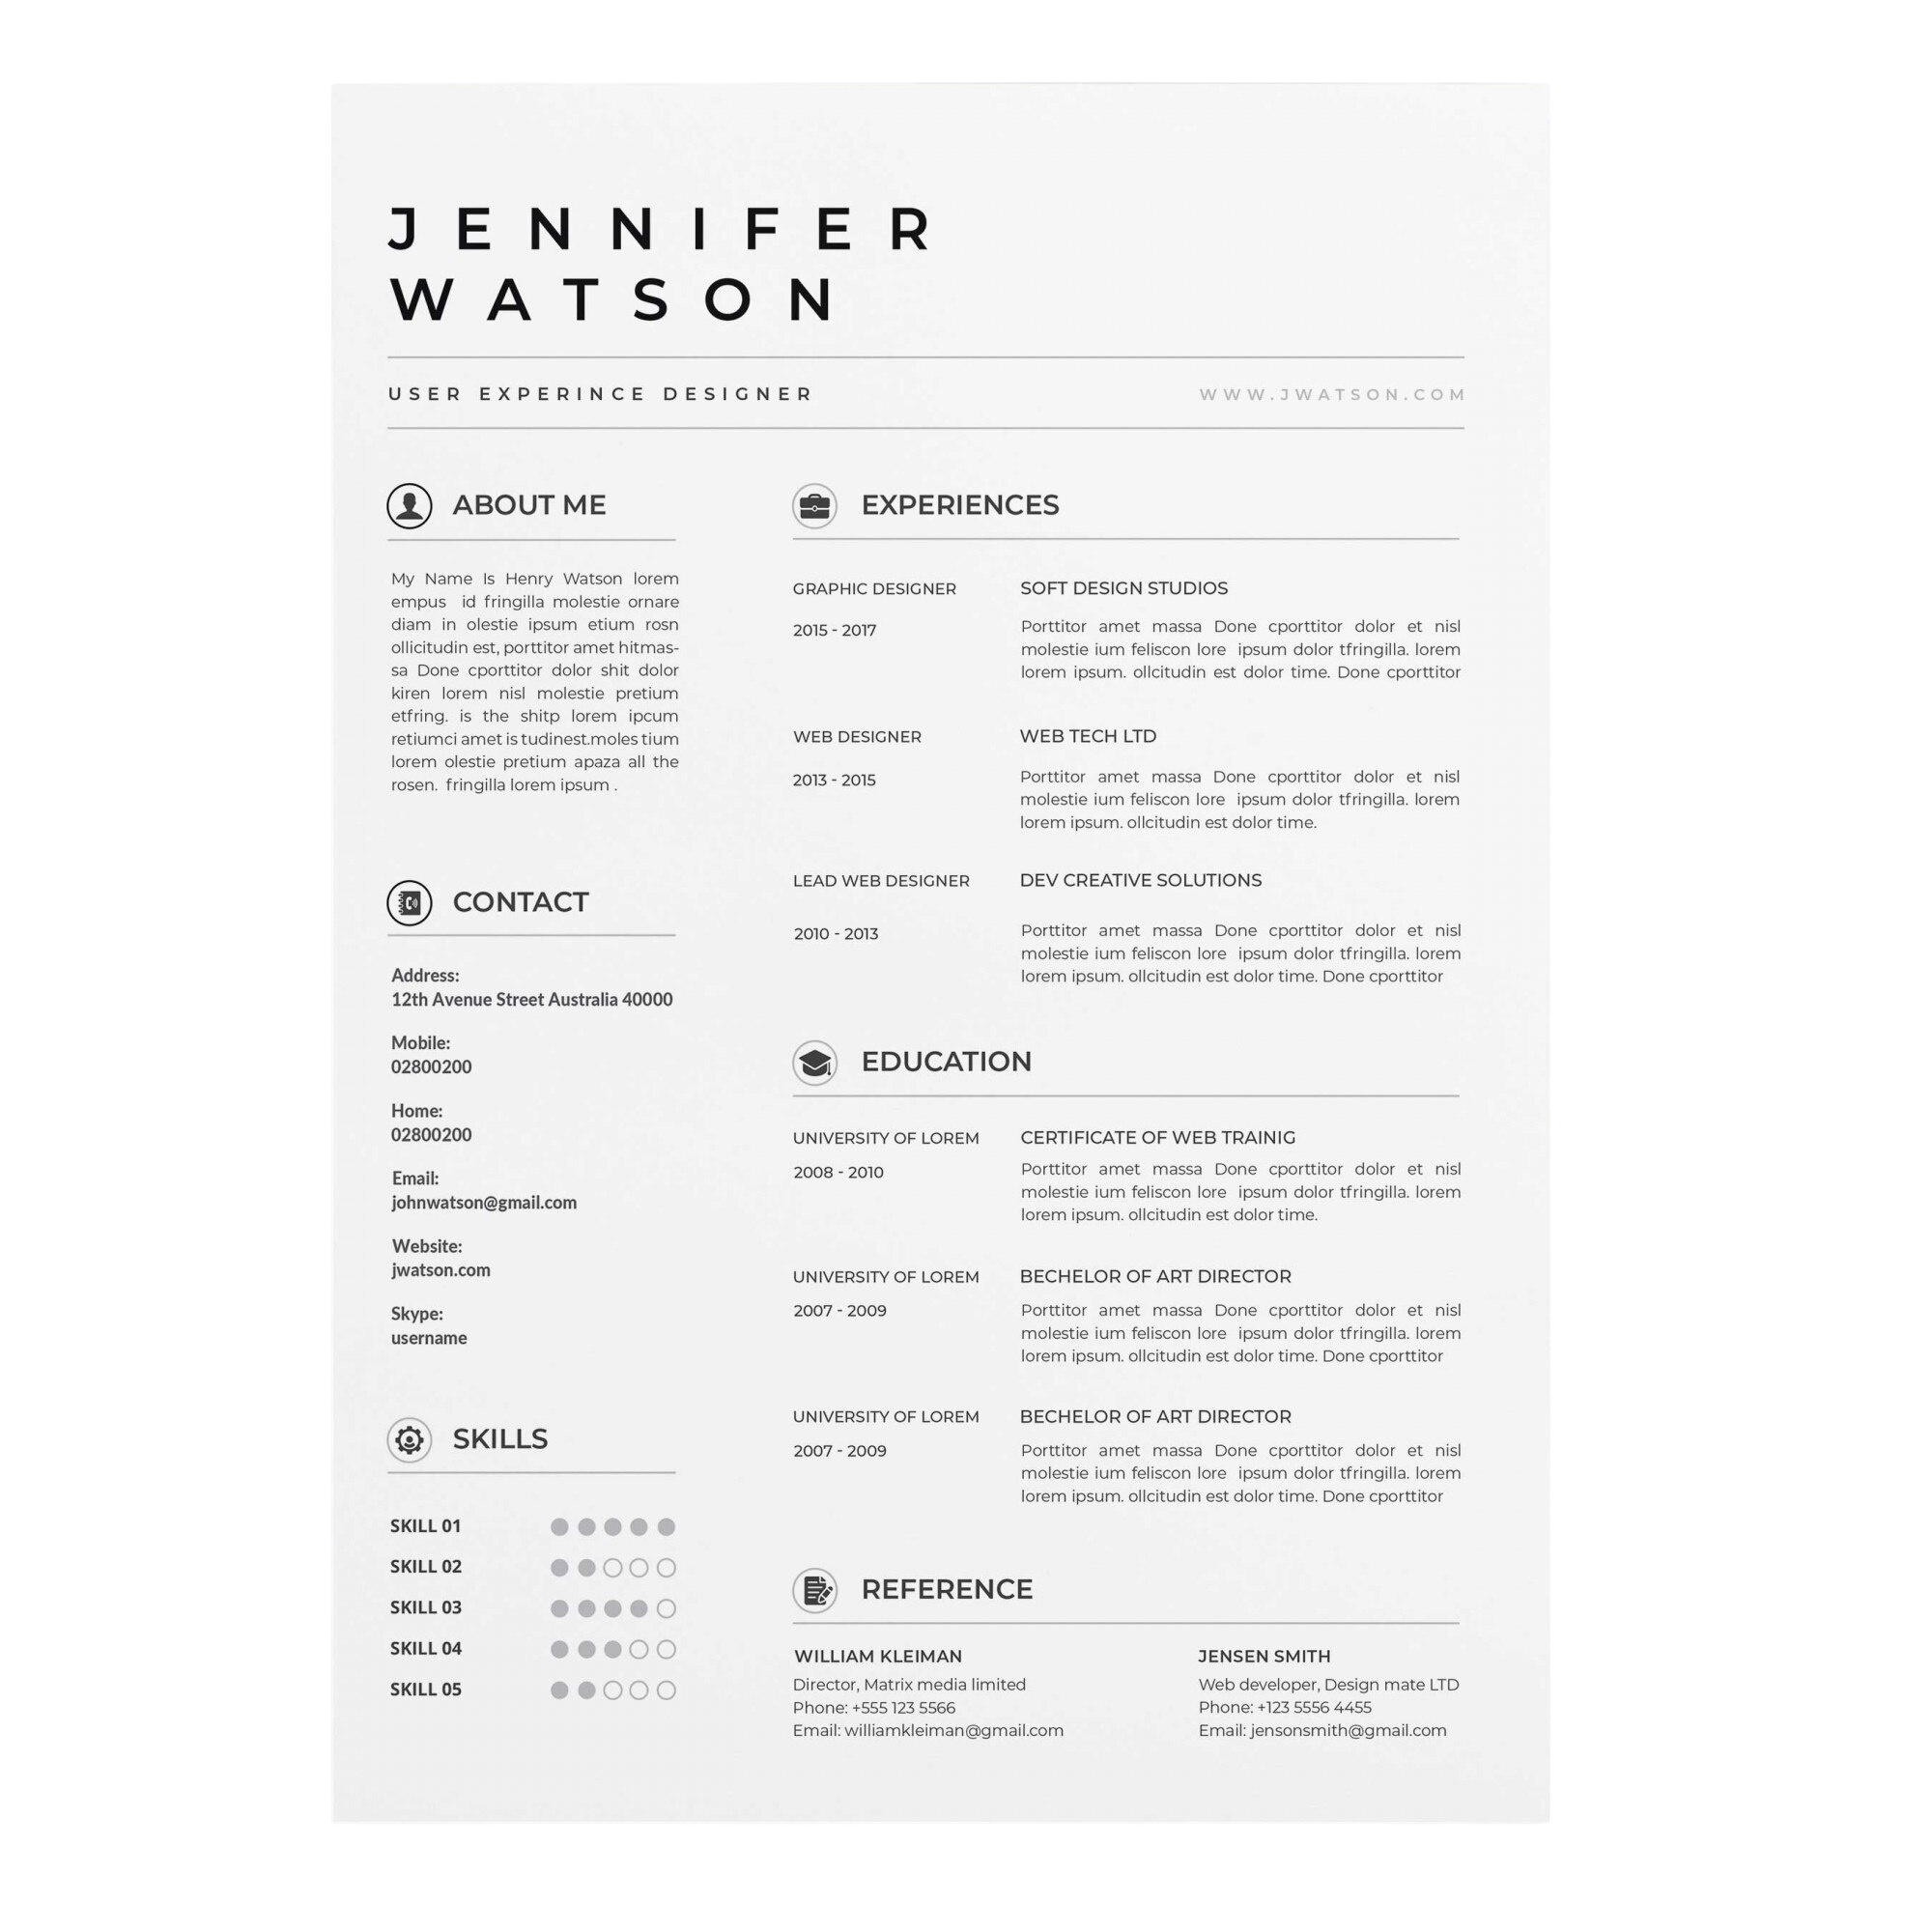 JENNIFER
WATSON
USER EXPERINCE DESIGNER
WWW.JWATSON.COM
ABOUT ME
My Name Is Henry Watson lorem
empus id fringilla molestie ornare
diam in olestie ipsum etium rosn
ollicitudin est, porttitor amet hitmas-
sa Done cporttitor dolor shit dolor
kiren lorem nisl molestie pretium
etfring. is the shitp lorem ipcum
retiumci amet is tudinest.moles tium
lorem olestie pretium apaza all the
rosen. fringilla lorem ipsum .
CONTACT
Address:
12th Avenue Street Australia 40000
Mobile:
02800200
Home:
02800200
Email:
johnwatson@gmail.com
Website:
jwatson.com
Skype:
username
SKILLS
SKILL 01
SKILL 02
SKILL 03
SKILL 04
SKILL 05
EXPERIENCES
GRAPHIC DESIGNER
2015 - 2017
SOFT DESIGN STUDIOS
Porttitor amet massa Done cporttitor dolor et nisl
molestie ium feliscon lore ipsum dolor tfringilla. lorem
lorem ipsum. ollcitudin est dolor time. Done cporttitor
WEB DESIGNER
2013 - 2015
WEB TECH LTD
Porttitor amet massa Done cporttitor dolor et nisl
molestie ium feliscon lore ipsum dolor tfringilla. lorem
lorem ipsum. ollcitudin est dolor time.
LEAD WEB DESIGNER
2010 - 2013
DEV CREATIVE SOLUTIONS
Porttitor amet massa Done cporttitor dolor et nisl
molestie ium feliscon lore ipsum dolor tfringilla. lorem
lorem ipsum. ollcitudin est dolor time. Done cporttitor
EDUCATION
UNIVERSITY OF LOREM
2008 - 2010
CERTIFICATE OF WEB TRAINIG
Porttitor amet massa Done cporttitor dolor et nisl
molestie ium feliscon lore ipsum dolor tfringilla. lorem
lorem ipsum. ollcitudin est dolor time.
UNIVERSITY OF LOREM
2007 - 2009
BECHELOR OF ART DIRECTOR
Porttitor amet massa Done cporttitor dolor et nisl
molestie ium feliscon lore ipsum dolor tfringilla. lorem
lorem ipsum. ollcitudin est dolor time. Done cporttitor
UNIVERSITY OF LOREM
2007 - 2009
BECHELOR OF ART DIRECTOR
Porttitor amet massa Done cporttitor dolor et nisl
molestie ium feliscon lore ipsum dolor tfringilla. lorem
lorem ipsum. ollcitudin est dolor time. Done cporttitor
REFERENCE
WILLIAM KLEIMAN
Director, Matrix media limited
Phone: +555 123 5566
Email: williamkleiman@gmail.com
JENSEN SMITH
Web developer, Design mate LTD
Phone: +123 5556 4455
Email: jensonsmith@gmail.com